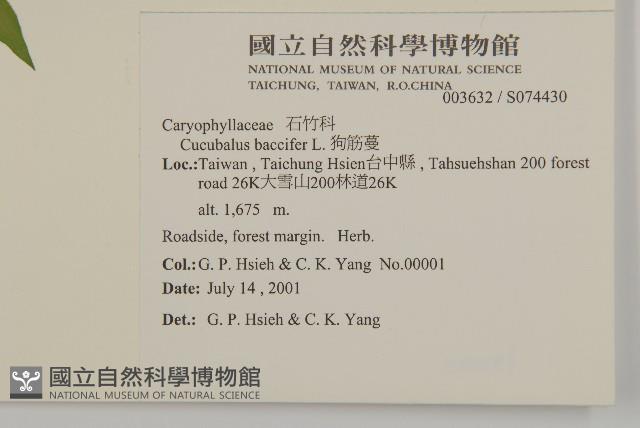 國立自然科學博物館
NATIONAL MUSEUM OF NATURAL SCIENCE
TAICHUNG, TAIWAN, R.O.CHINA
003632 / S074430
Caryophyllaceae 石竹科
Cucubalus baccifer L. 狗筋蔓
Loc.:Taiwan , Taichung Hsien台中縣 , Tahsuehshan 200 forest
road 26K大雪山200林道26K
alt. 1,675 m.
Roadside, forest margin. Herb.
Col.: G. P. Hsieh & C. K. Yang No.00001
Date: July 14 , 2001
Det.: G. P. Hsieh & C. K. Yang
國立自然科學博物館
NATIONAL MUSEUM OF NATURAL SCIENCE